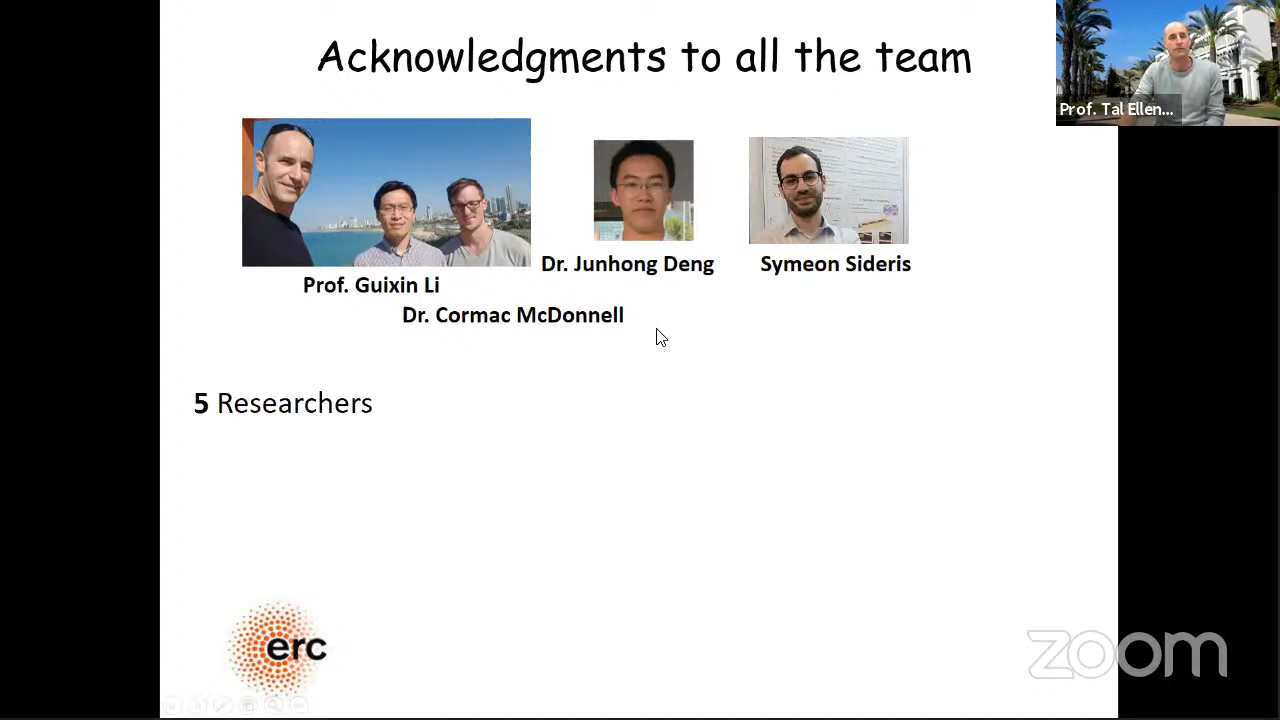 Acknowledgments to all the team
Prof. Tal Ellen...
Dr. Junhong Deng
Symeon Sideris
Prof. Guixin Li
Dr. Cormac McDonnell
5 Researchers
erc
zoom